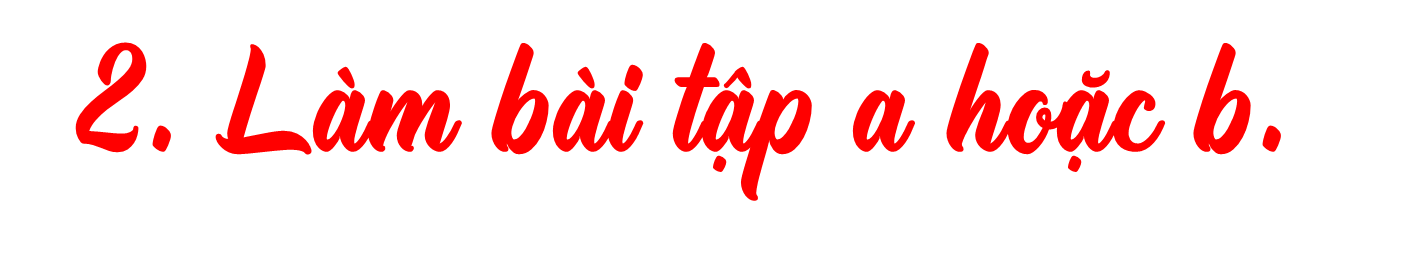 2. Làm bài tập a hoặc b.